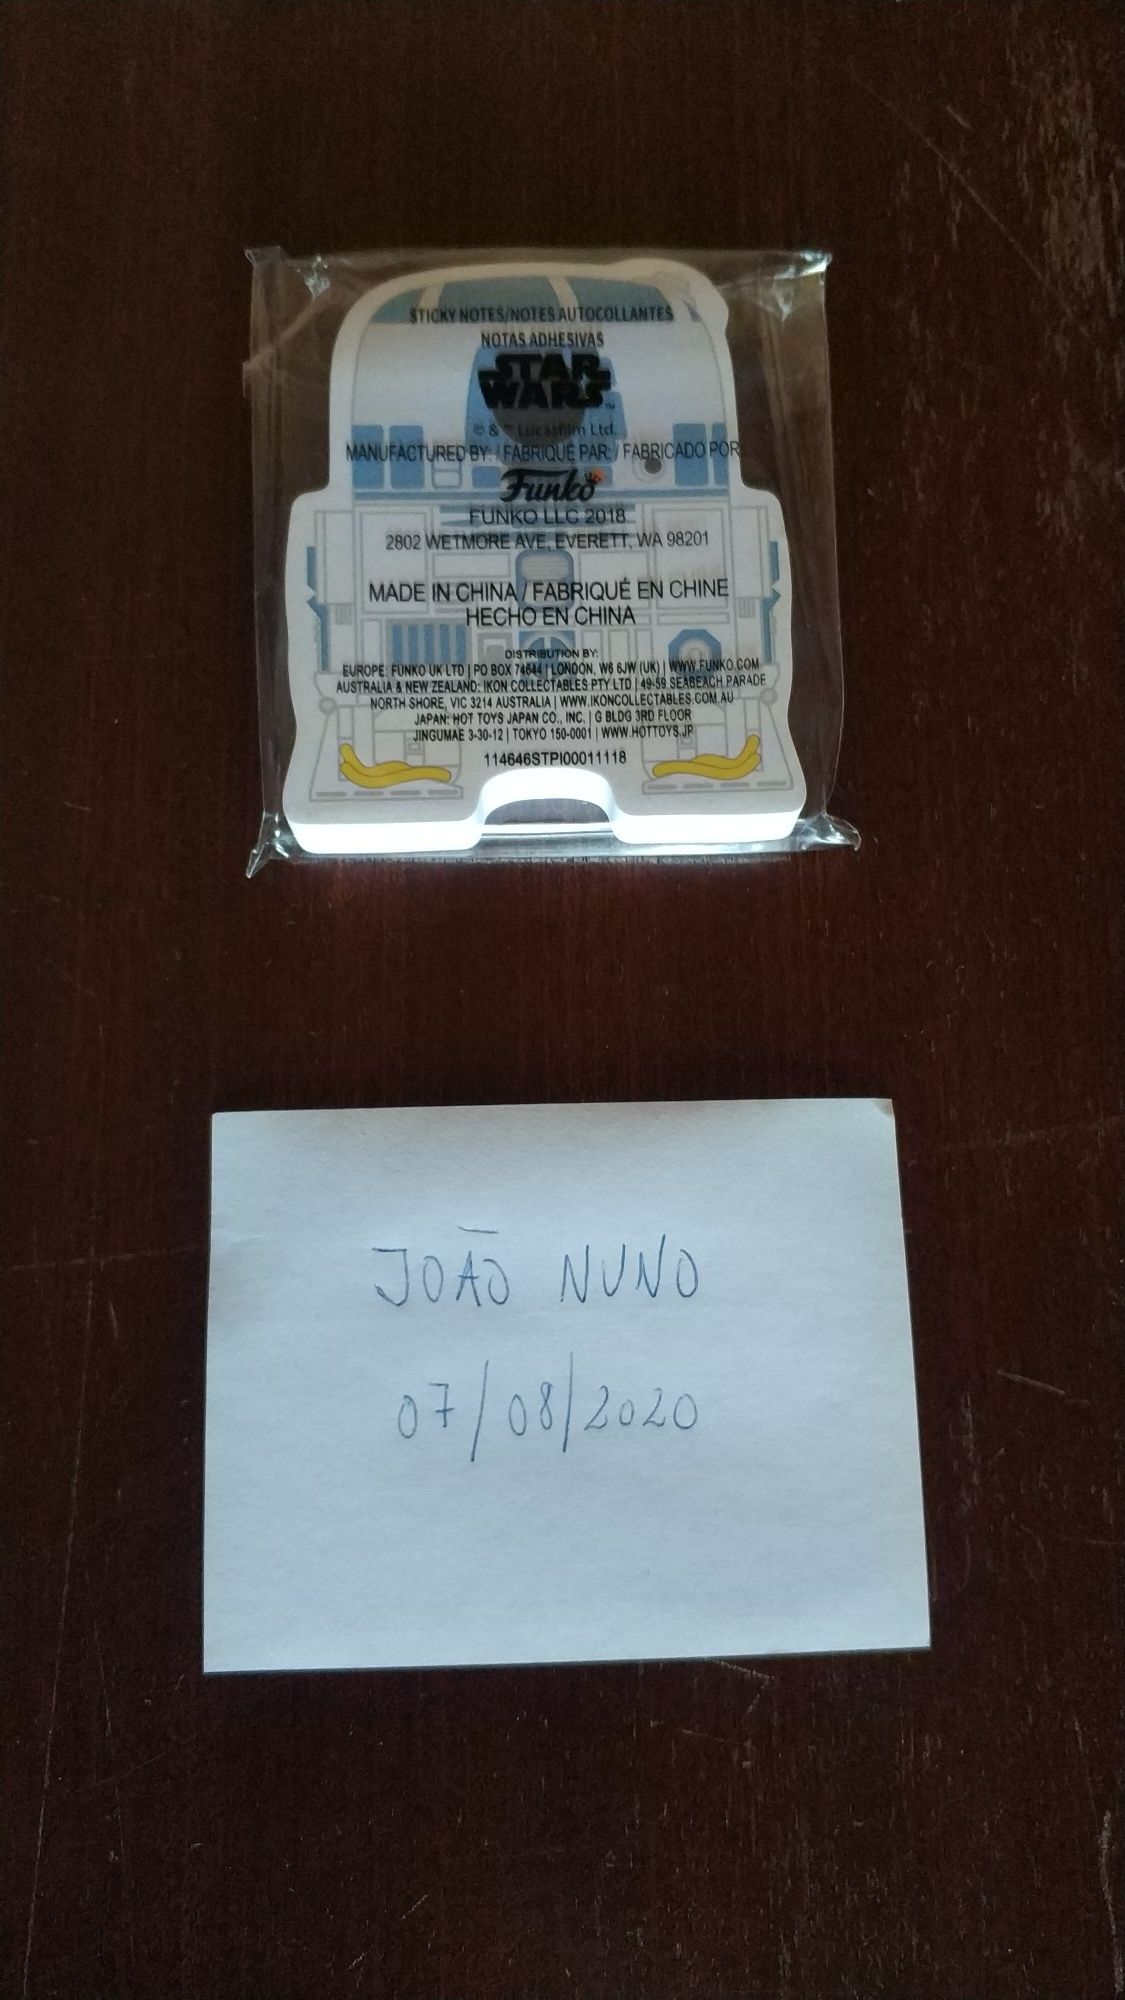 STICKY NOTES/NOTES AUTOCOLLANTES
NOTAS ADHESIVAS
STAR
WARS™
© & ™ Lucasfilm Ltd.
MANUFACTURED BY: / FABRIQUÉ PAR: / FABRICADO POR
Funko
FUNKO LLC 2018
2802 WETMORE AVE, EVERETT, WA 98201
MADE IN CHINA / FABRIQUÉ EN CHINE
HECHO EN CHINA
DISTRIBUTION BY:
EUROPE: FUNKO UK LTD | PO BOX 74644 | LONDON, W6 6JW (UK) | WWW.FUNKO.COM
AUSTRALIA & NEW ZEALAND: IKON COLLECTABLES PTY LTD | 49-59 SEABEACH PARADE
NORTH SHORE, VIC 3214 AUSTRALIA | WWW.IKONCOLLECTABLES.COM.AU
JAPAN: HOT TOYS JAPAN CO., INC. | G BLDG 3RD FLOOR
JINGUMAE 3-30-12 | TOKYO 150-0001 | WWW.HOTTOYS.JP
114646STPI00011118
JOÃO NUNO
07/08/2020